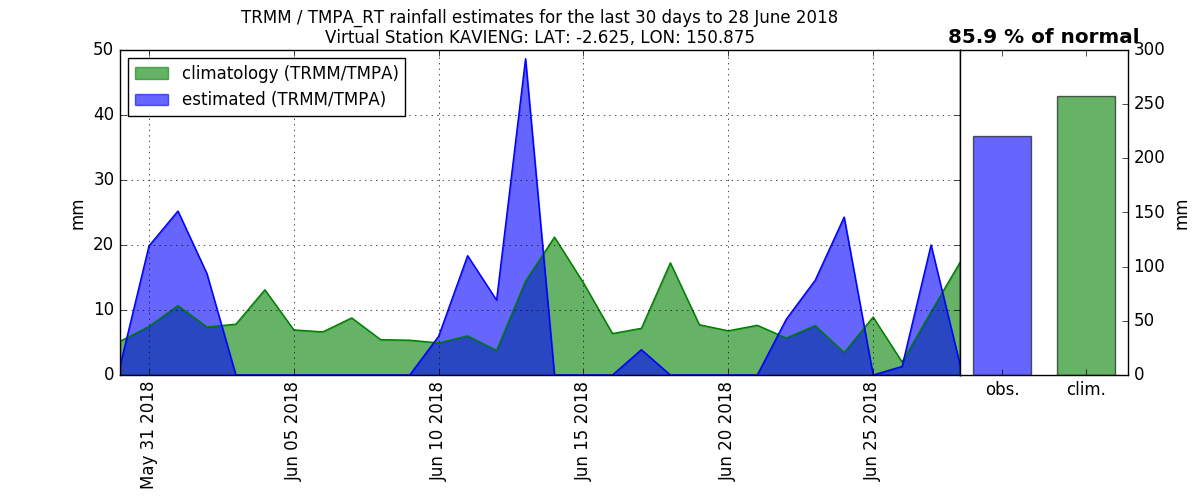 TRMM / TMPA_RT rainfall estimates for the last 30 days to 28 June 2018
Virtual Station KAVIENG: LAT: -2.625, LON: 150.875
85.9 % of normal
climatology (TRMM/TMPA)
estimated (TRMM/TMPA)
50
40
30
20
10
0
mm
May 31 2018
Jun 05 2018
Jun 10 2018
Jun 15 2018
Jun 20 2018
Jun 25 2018
obs.
clim.
300
250
200
150
100
50
0
mm